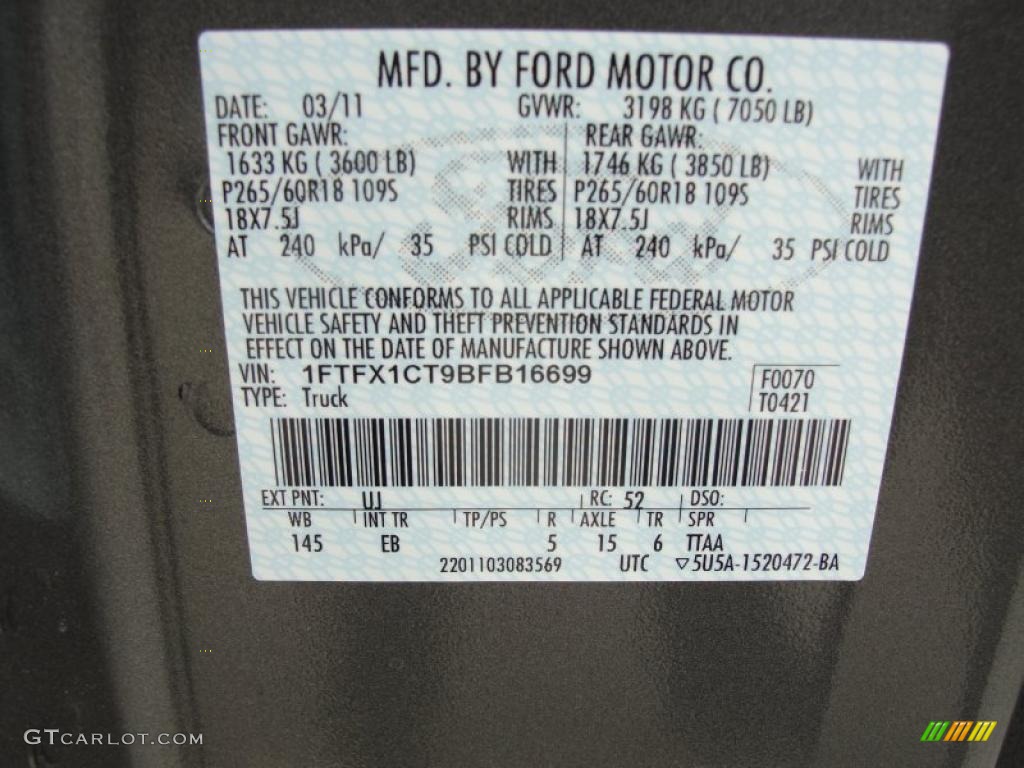 MFD. BY FORD MOTOR CO.
DATE: 03/11 GVWR: 3198 KG ( 7050 LB)
FRONT GAWR: REAR GAWR:
1633 KG ( 3600 LB) WITH 1746 KG ( 3850 LB) WITH
P265/60R18 109S TIRES P265/60R18 109S TIRES
18X7.5J RIMS 18X7.5J RIMS
AT 240 kPa/ 35 PSI COLD AT 240 kPa/ 35 PSI COLD
THIS VEHICLE CONFORMS TO ALL APPLICABLE FEDERAL MOTOR
VEHICLE SAFETY AND THEFT PREVENTION STANDARDS IN
EFFECT ON THE DATE OF MANUFACTURE SHOWN ABOVE.
VIN: 1FTFX1CT9BFB16699 F0070
TYPE: Truck T0421
EXT PNT: UJ RC: 52 DSO:
WB INT TR TP/PS R AXLE TR SPR
145 EB 5 15 6 TTAA
2201103083569 UTC ▽5U5A-1520472-BA
GTCARLOT.COM